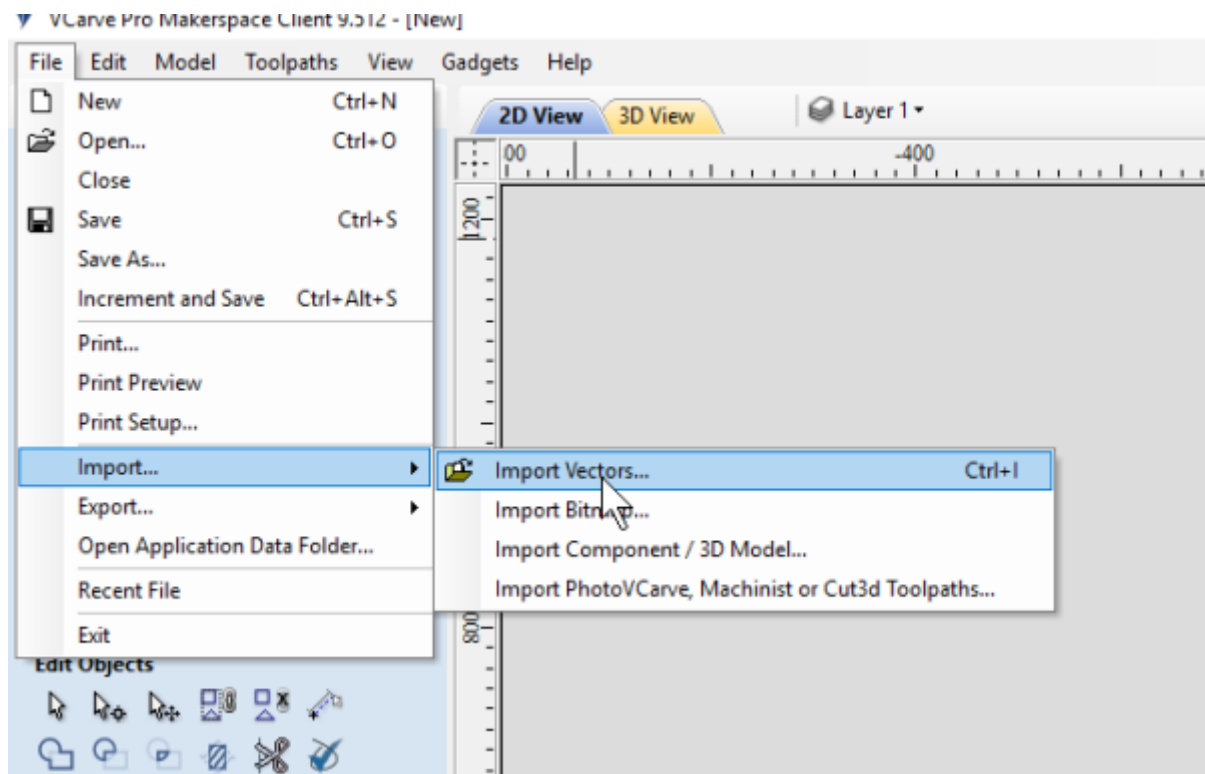 VCarve Pro Makerspace Client 9.512 - [New]
File Edit Model Toolpaths View Gadgets Help
New Ctrl+N
Open... Ctrl+O
Close
Save Ctrl+S
Save As...
Increment and Save Ctrl+Alt+S
Print...
Print Preview
Print Setup...
Import...
Export...
Open Application Data Folder...
Recent File
Exit
2D View 3D View Layer 1
00 -400
1200
Import Vectors... Ctrl+I
Import Bitmap...
Import Component / 3D Model...
Import PhotoVCarve, Machinist or Cut3d Toolpaths...
800
Edit Objects